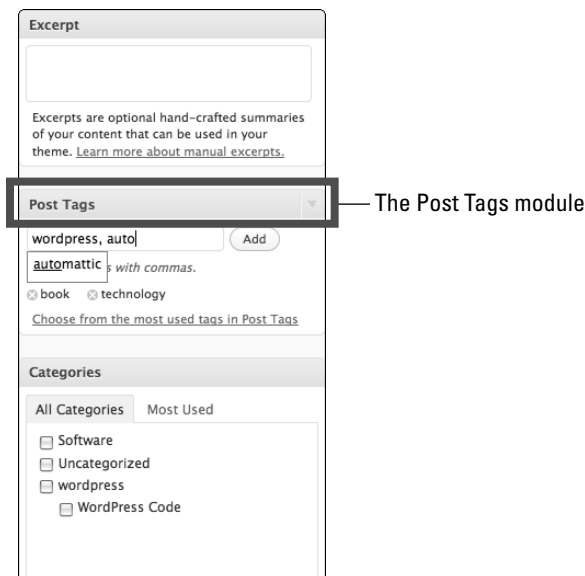 Excerpt
Excerpts are optional hand-crafted summaries
of your content that can be used in your
theme. Learn more about manual excerpts.
Post Tags
The Post Tags module
wordpress, auto
Add
automattic
s with commas.
book
technology
Choose from the most used tags in Post Tags
Categories
All Categories
Most Used
Software
Uncategorized
wordpress
WordPress Code